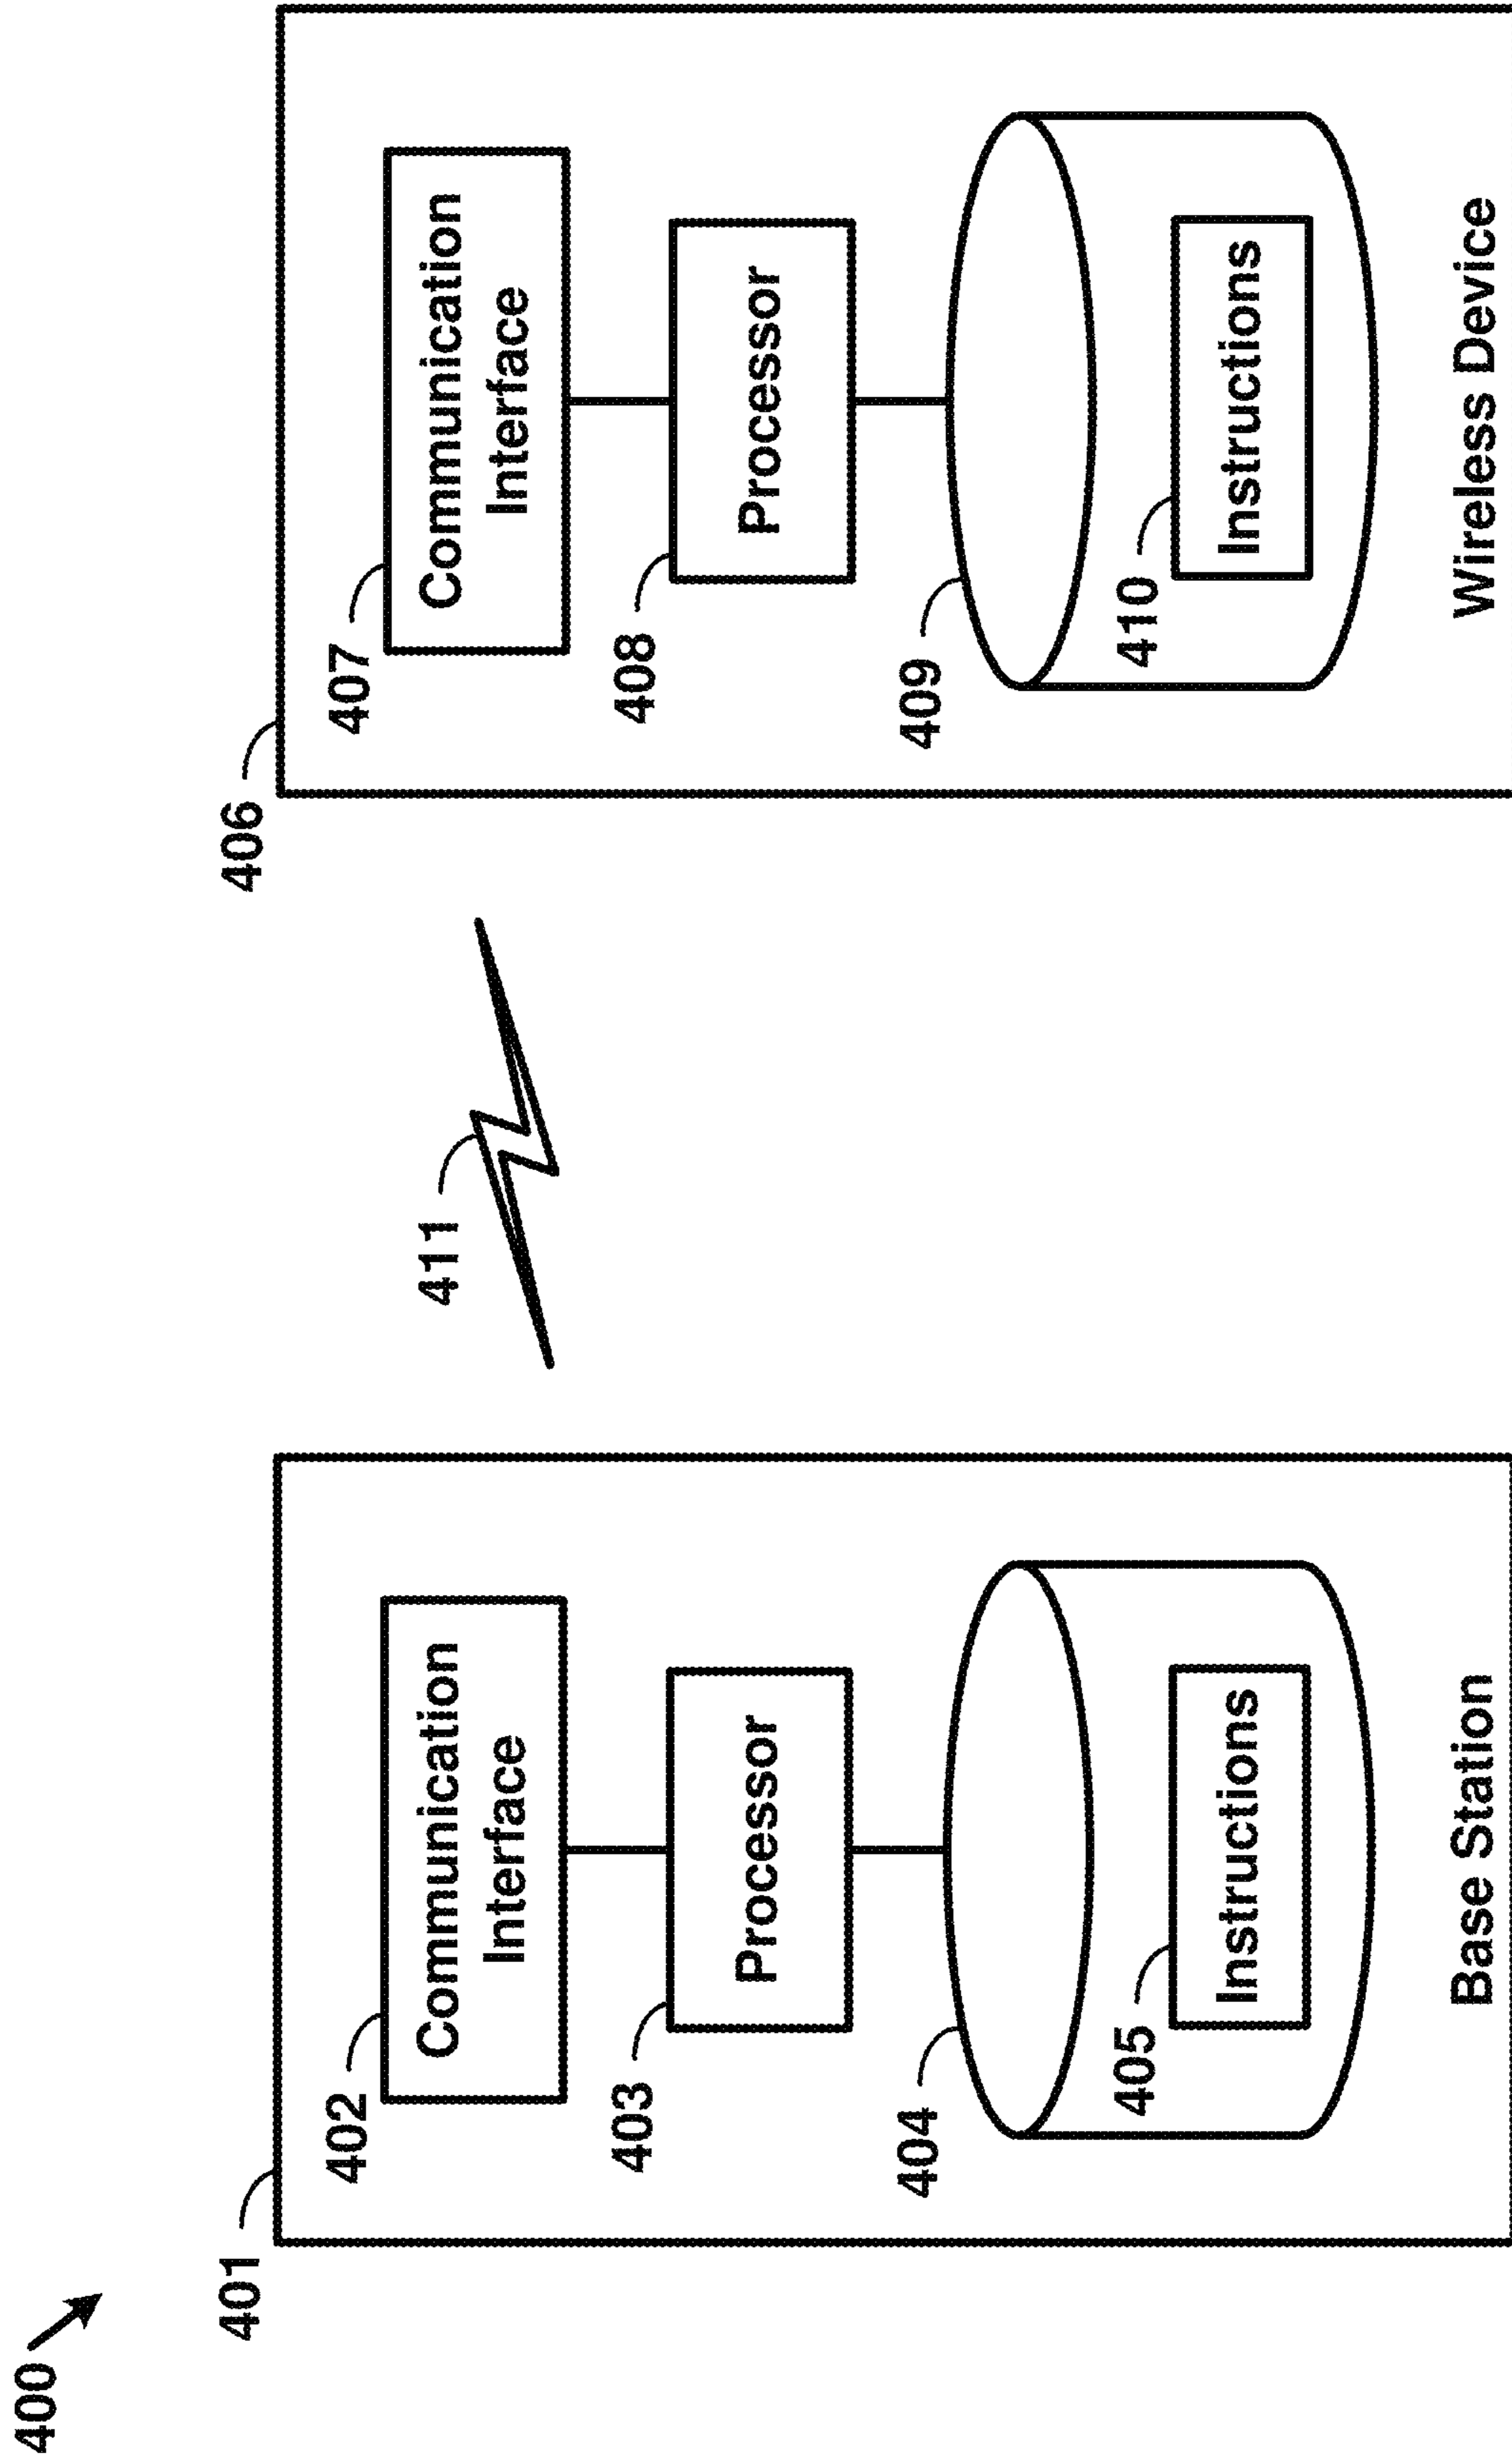 400
401
402
Communication
Interface
403
Processor
404
405
Instructions
Base Station
411
406
407
Communication
Interface
408
Processor
409
410
Instructions
Wireless Device